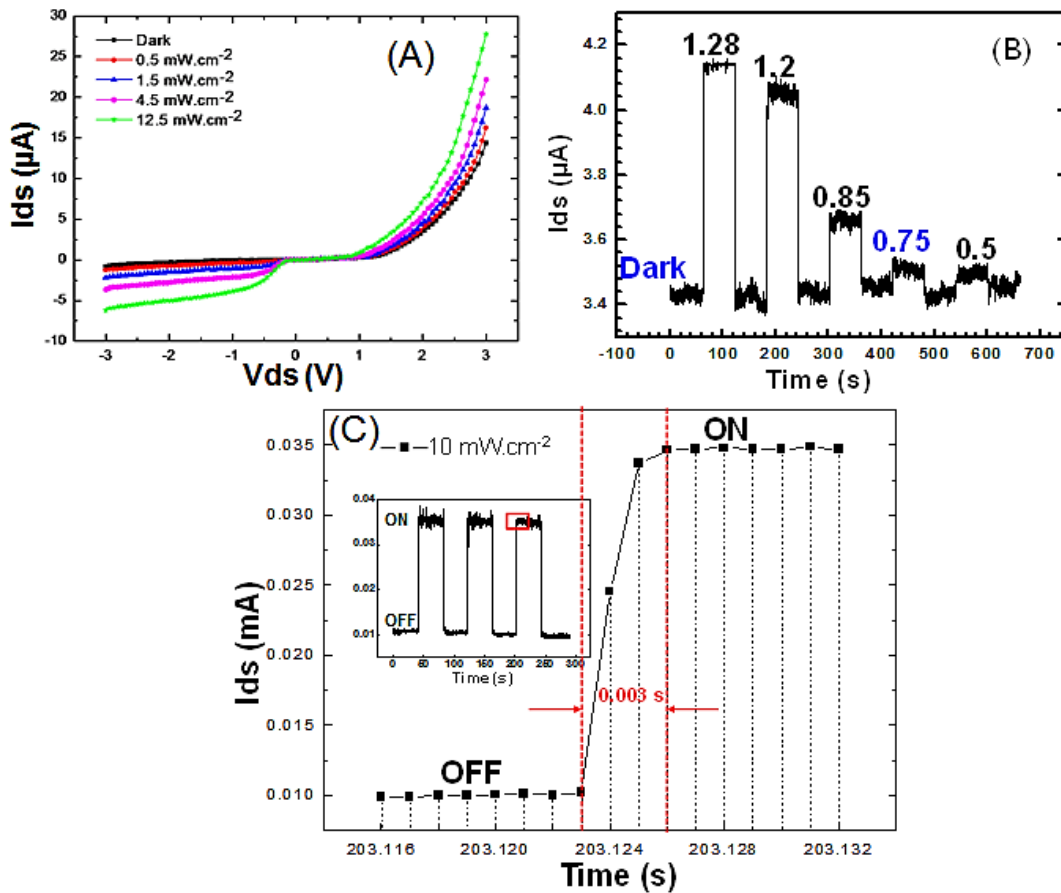 (A)
Dark
0.5 mW.cm-2
1.5 mW.cm-2
4.5 mW.cm-2
12.5 mW.cm-2
30
25
20
15
10
5
0
-5
-10
Ids (µA)
-3 -2 -1 0 1 2 3
Vds (V)
(B)
1.28
1.2
0.85
0.75
0.5
Dark
4.2
4.0
3.8
3.6
3.4
Ids (µA)
-100 0 100 200 300 400 500 600 700
Time (s)
(C)
10 mW.cm-2
ON
OFF
0.003 s
0.035
0.030
0.025
0.020
0.015
0.010
Ids (mA)
203.116 203.120 203.124 203.128 203.132
Time (s)
0.04
0.03
0.02
0.01
ON
OFF
0 50 100 150 200 250 300
Time (s)